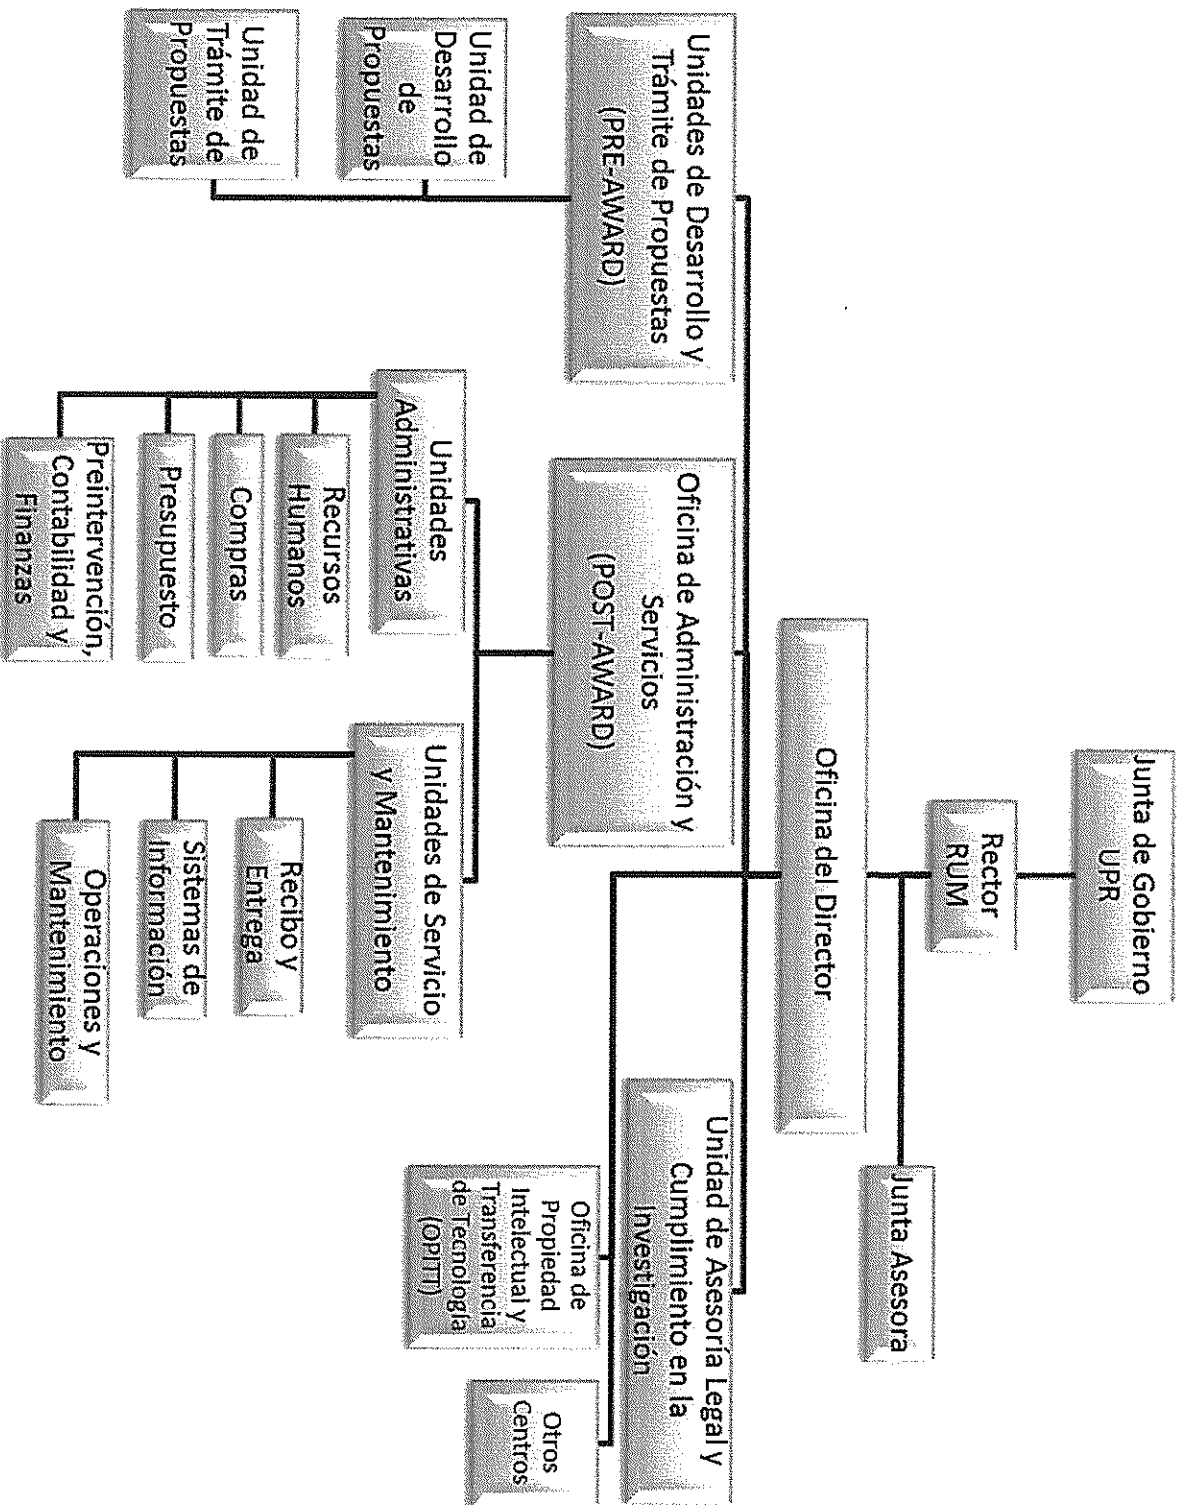 Junta de Gobierno
UPR
Rector
RUM
Junta Asesora
Oficina del Director
Unidades de Desarrollo y
Trámite de Propuestas
(PRE-AWARD)
Unidad de
Desarrollo
de
Propuestas
Unidad de
Trámite de
Propuestas
Oficina de Administración y
Servicios
(POST-AWARD)
Unidades
Administrativas
Recursos
Humanos
Compras
Presupuesto
Preintervención,
Contabilidad y
Finanzas
Unidades de Servicio
y Mantenimiento
Recibo y
Entrega
Sistemas de
Información
Operaciones y
Mantenimiento
Unidad de Asesoría Legal y
Cumplimiento en la
Investigación
Oficina de
Propiedad
Intelectual y
Transferencia
de Tecnología
(OPITT)
Otros
Centros